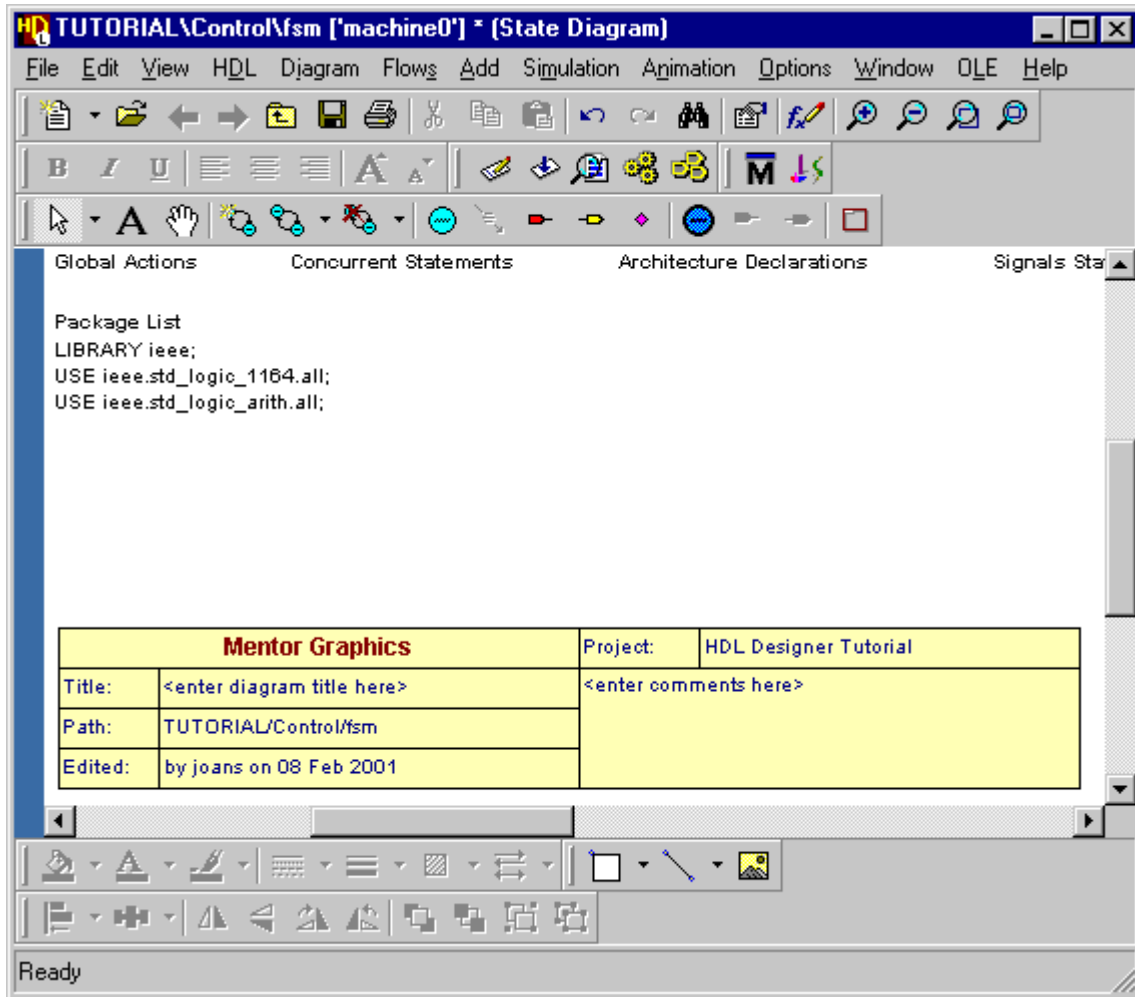 TUTORIAL\Control\fsm ['machine0'] * (State Diagram)
File Edit View HDL Diagram Flows Add Simulation Animation Options Window OLE Help
B I U A A M
A
Global Actions Concurrent Statements Architecture Declarations Signals Sta
Package List
LIBRARY ieee;
USE ieee.std_logic_1164.all;
USE ieee.std_logic_arith.all;
Mentor Graphics Project: HDL Designer Tutorial
Title: <enter diagram title here> <enter comments here>
Path: TUTORIAL/Control/fsm
Edited: by joans on 08 Feb 2001
A
Ready